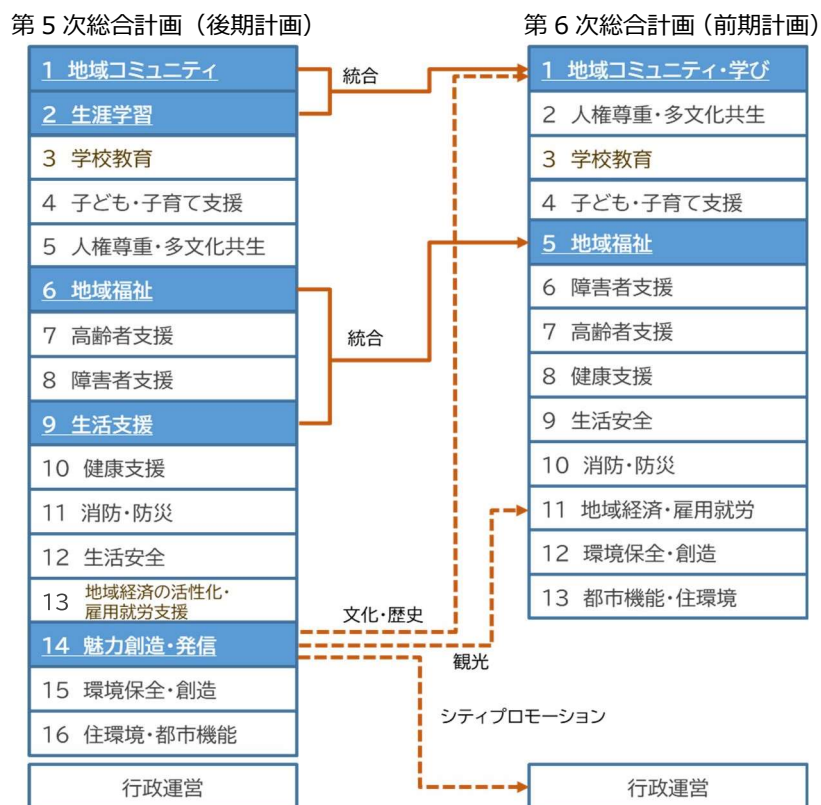 第5次総合計画（後期計画）
1 地域コミュニティ
2 生涯学習
3 学校教育
4 子ども・子育て支援
5 人権尊重・多文化共生
6 地域福祉
7 高齢者支援
8 障害者支援
9 生活支援
10 健康支援
11 消防・防災
12 生活安全
13 地域経済の活性化・
雇用就労支援
14 魅力創造・発信
15 環境保全・創造
16 住環境・都市機能
行政運営
統合
統合
文化・歴史
観光
シティプロモーション
第6次総合計画（前期計画）
1 地域コミュニティ・学び
2 人権尊重・多文化共生
3 学校教育
4 子ども・子育て支援
5 地域福祉
6 障害者支援
7 高齢者支援
8 健康支援
9 生活安全
10 消防・防災
11 地域経済・雇用就労
12 環境保全・創造
13 都市機能・住環境
行政運営